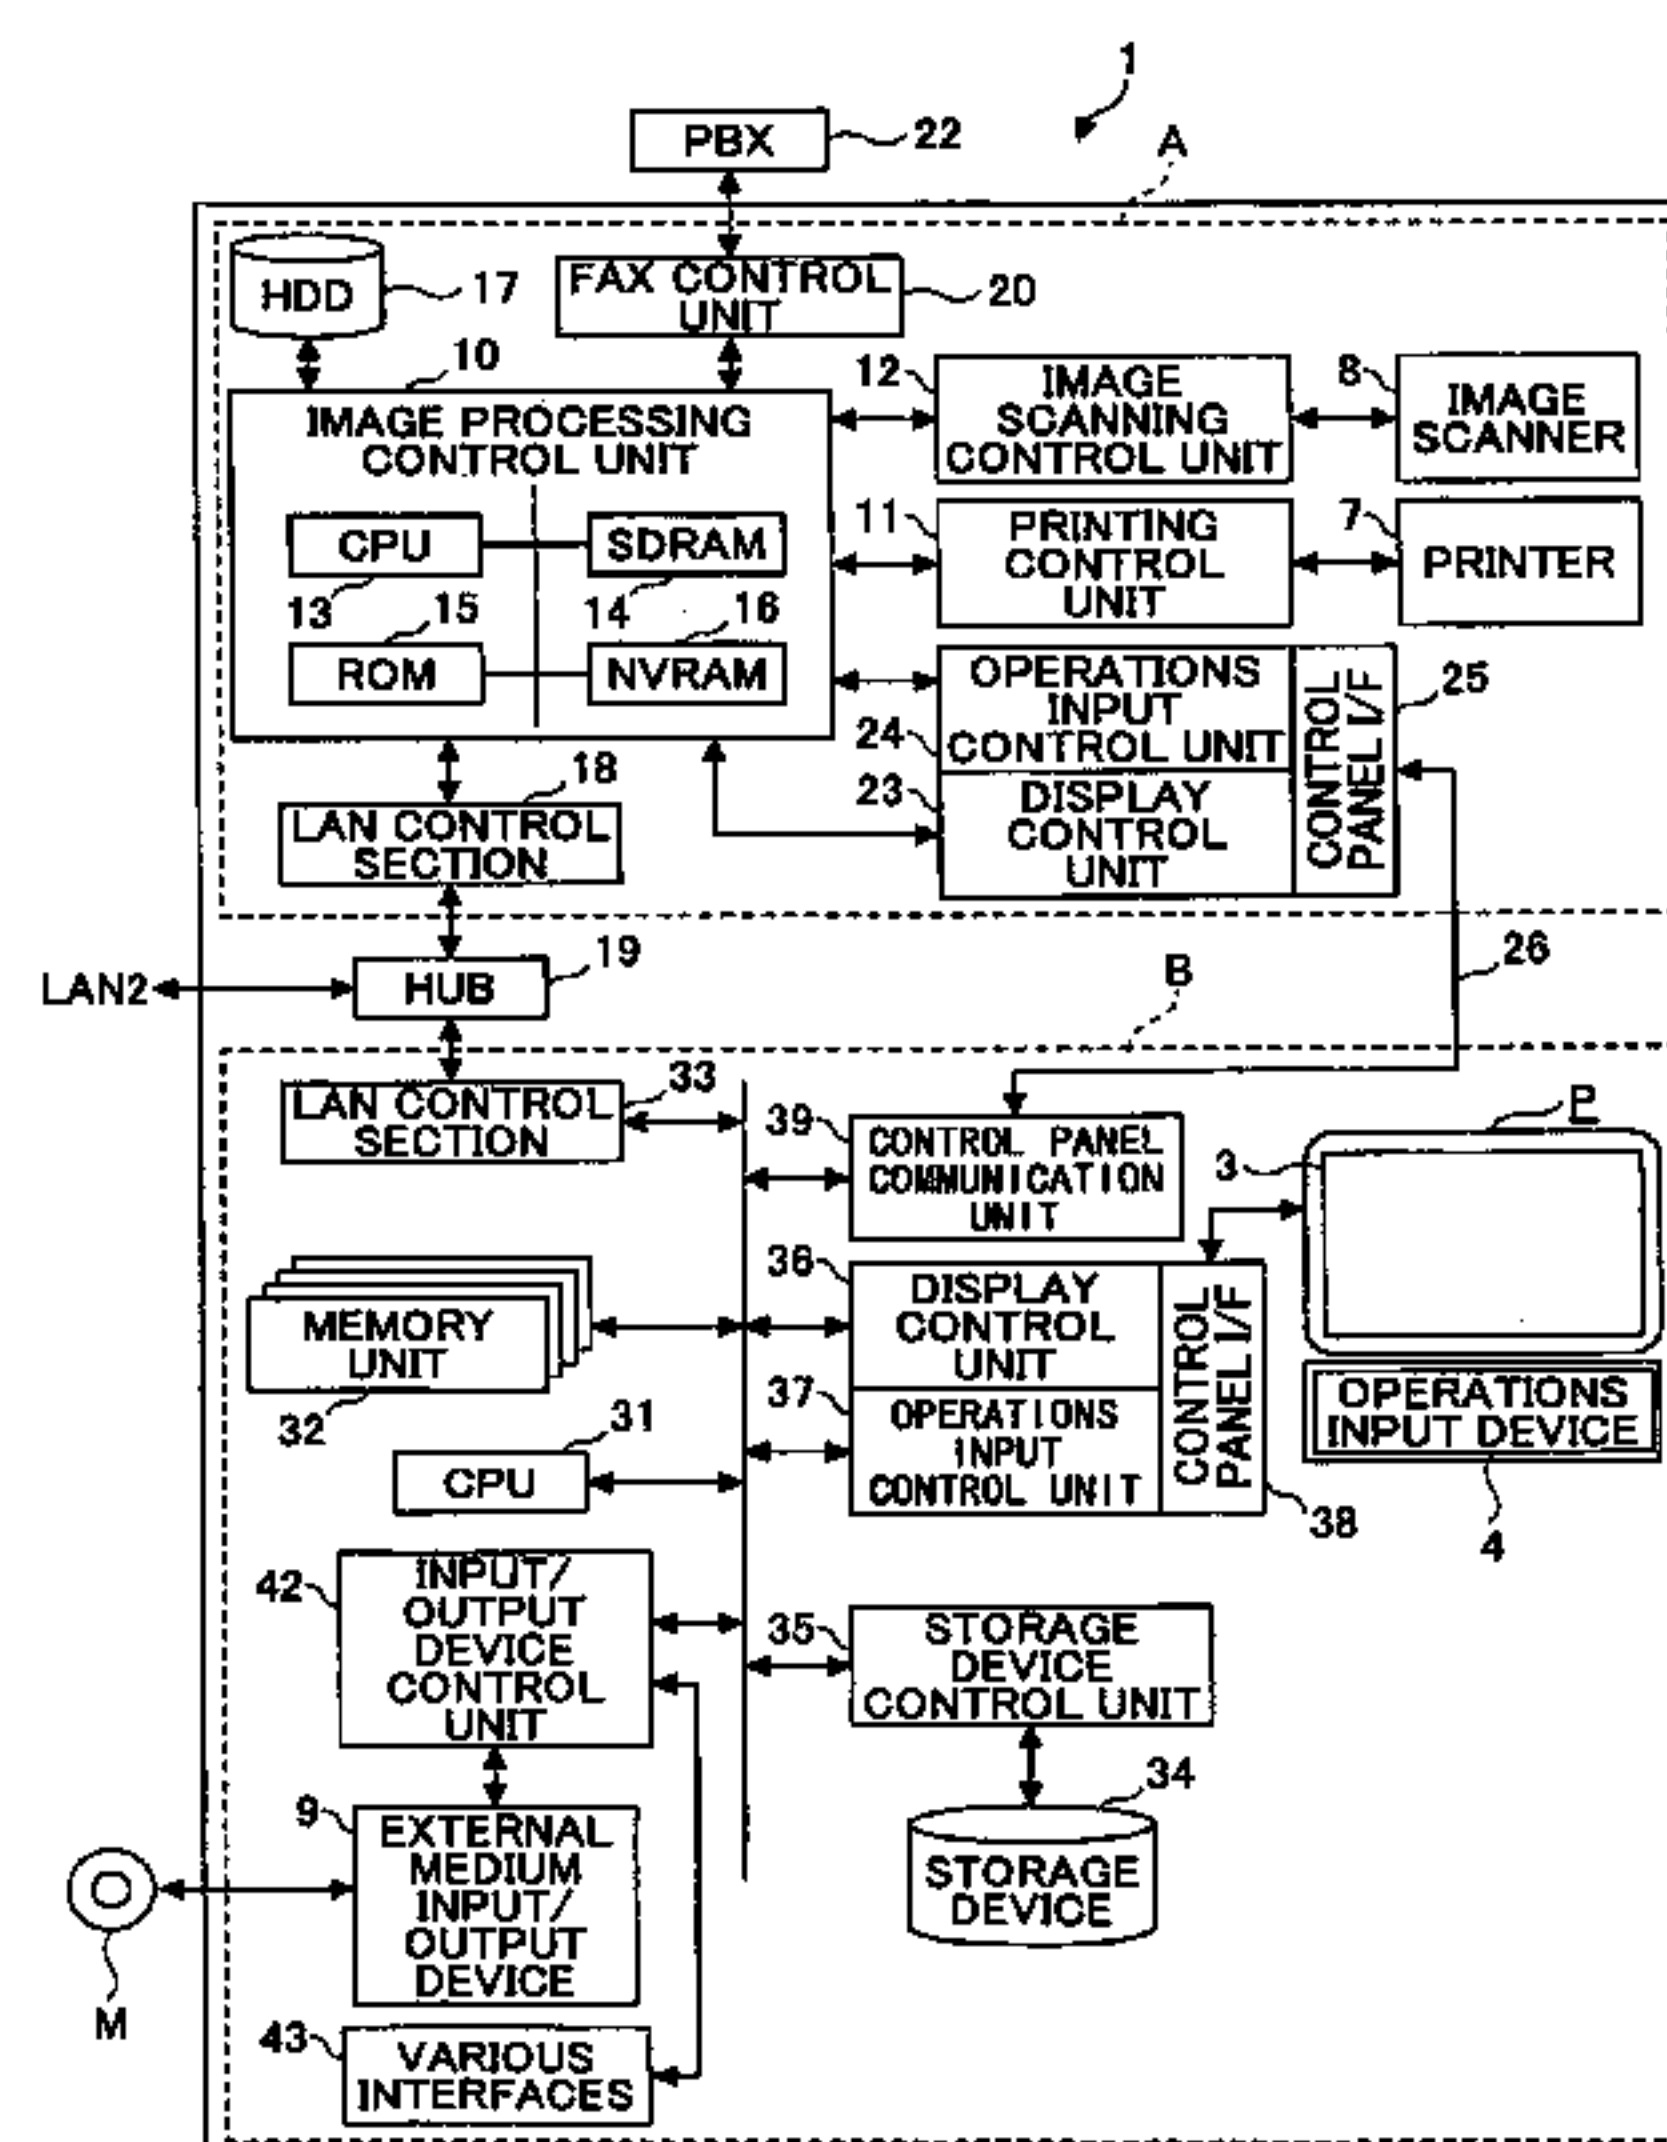 1
PBX
22
A
HDD
17
FAX CONTROL
UNIT
20
10
IMAGE PROCESSING
CONTROL UNIT
12
IMAGE
SCANNING
CONTROL UNIT
8
IMAGE
SCANNER
CPU
13
SDRAM
14
11
PRINTING
CONTROL
UNIT
7
PRINTER
15
ROM
16
NVRAM
24
OPERATIONS
INPUT
CONTROL UNIT
CONTROL
PANEL I/F
25
18
LAN CONTROL
SECTION
23
DISPLAY
CONTROL
UNIT
LAN2
HUB
19
B
26
LAN CONTROL
SECTION
33
39
CONTROL PANEL
COMMUNICATION
UNIT
P
3
MEMORY
UNIT
32
36
DISPLAY
CONTROL
UNIT
CONTROL
PANEL I/F
OPERATIONS
INPUT DEVICE
4
31
CPU
37
OPERATIONS
INPUT
CONTROL UNIT
38
42
INPUT/
OUTPUT
DEVICE
CONTROL
UNIT
35
STORAGE
DEVICE
CONTROL UNIT
34
STORAGE
DEVICE
9
EXTERNAL
MEDIUM
INPUT/
OUTPUT
DEVICE
M
43
VARIOUS
INTERFACES